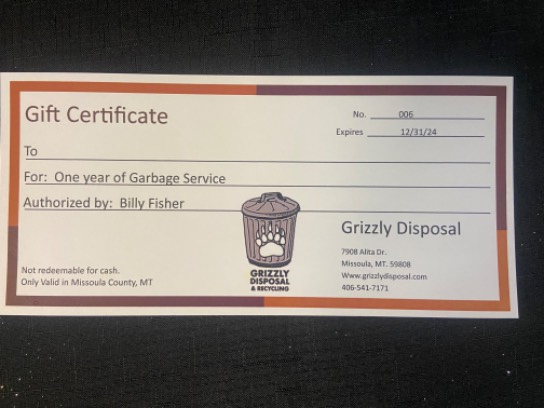 Gift Certificate
No. 006
Expires 12/31/24
To
For: One year of Garbage Service
Authorized by: Billy Fisher
Grizzly Disposal
7908 Alita Dr.
Missoula, MT. 59808
Www.grizzlydisposal.com
406-541-7171
Not redeemable for cash.
Only Valid in Missoula County, MT
GRIZZLY
DISPOSAL
& RECYCLING